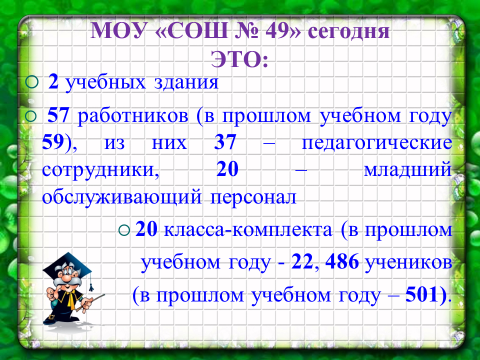 МОУ «СОШ № 49» сегодня
ЭТО:
2 учебных здания
57 работников (в прошлом учебном году
59), из них 37 – педагогические
сотрудники, 20 – младший
обслуживающий персонал
20 класса-комплекта (в прошлом
учебном году - 22, 486 учеников
(в прошлом учебном году – 501).